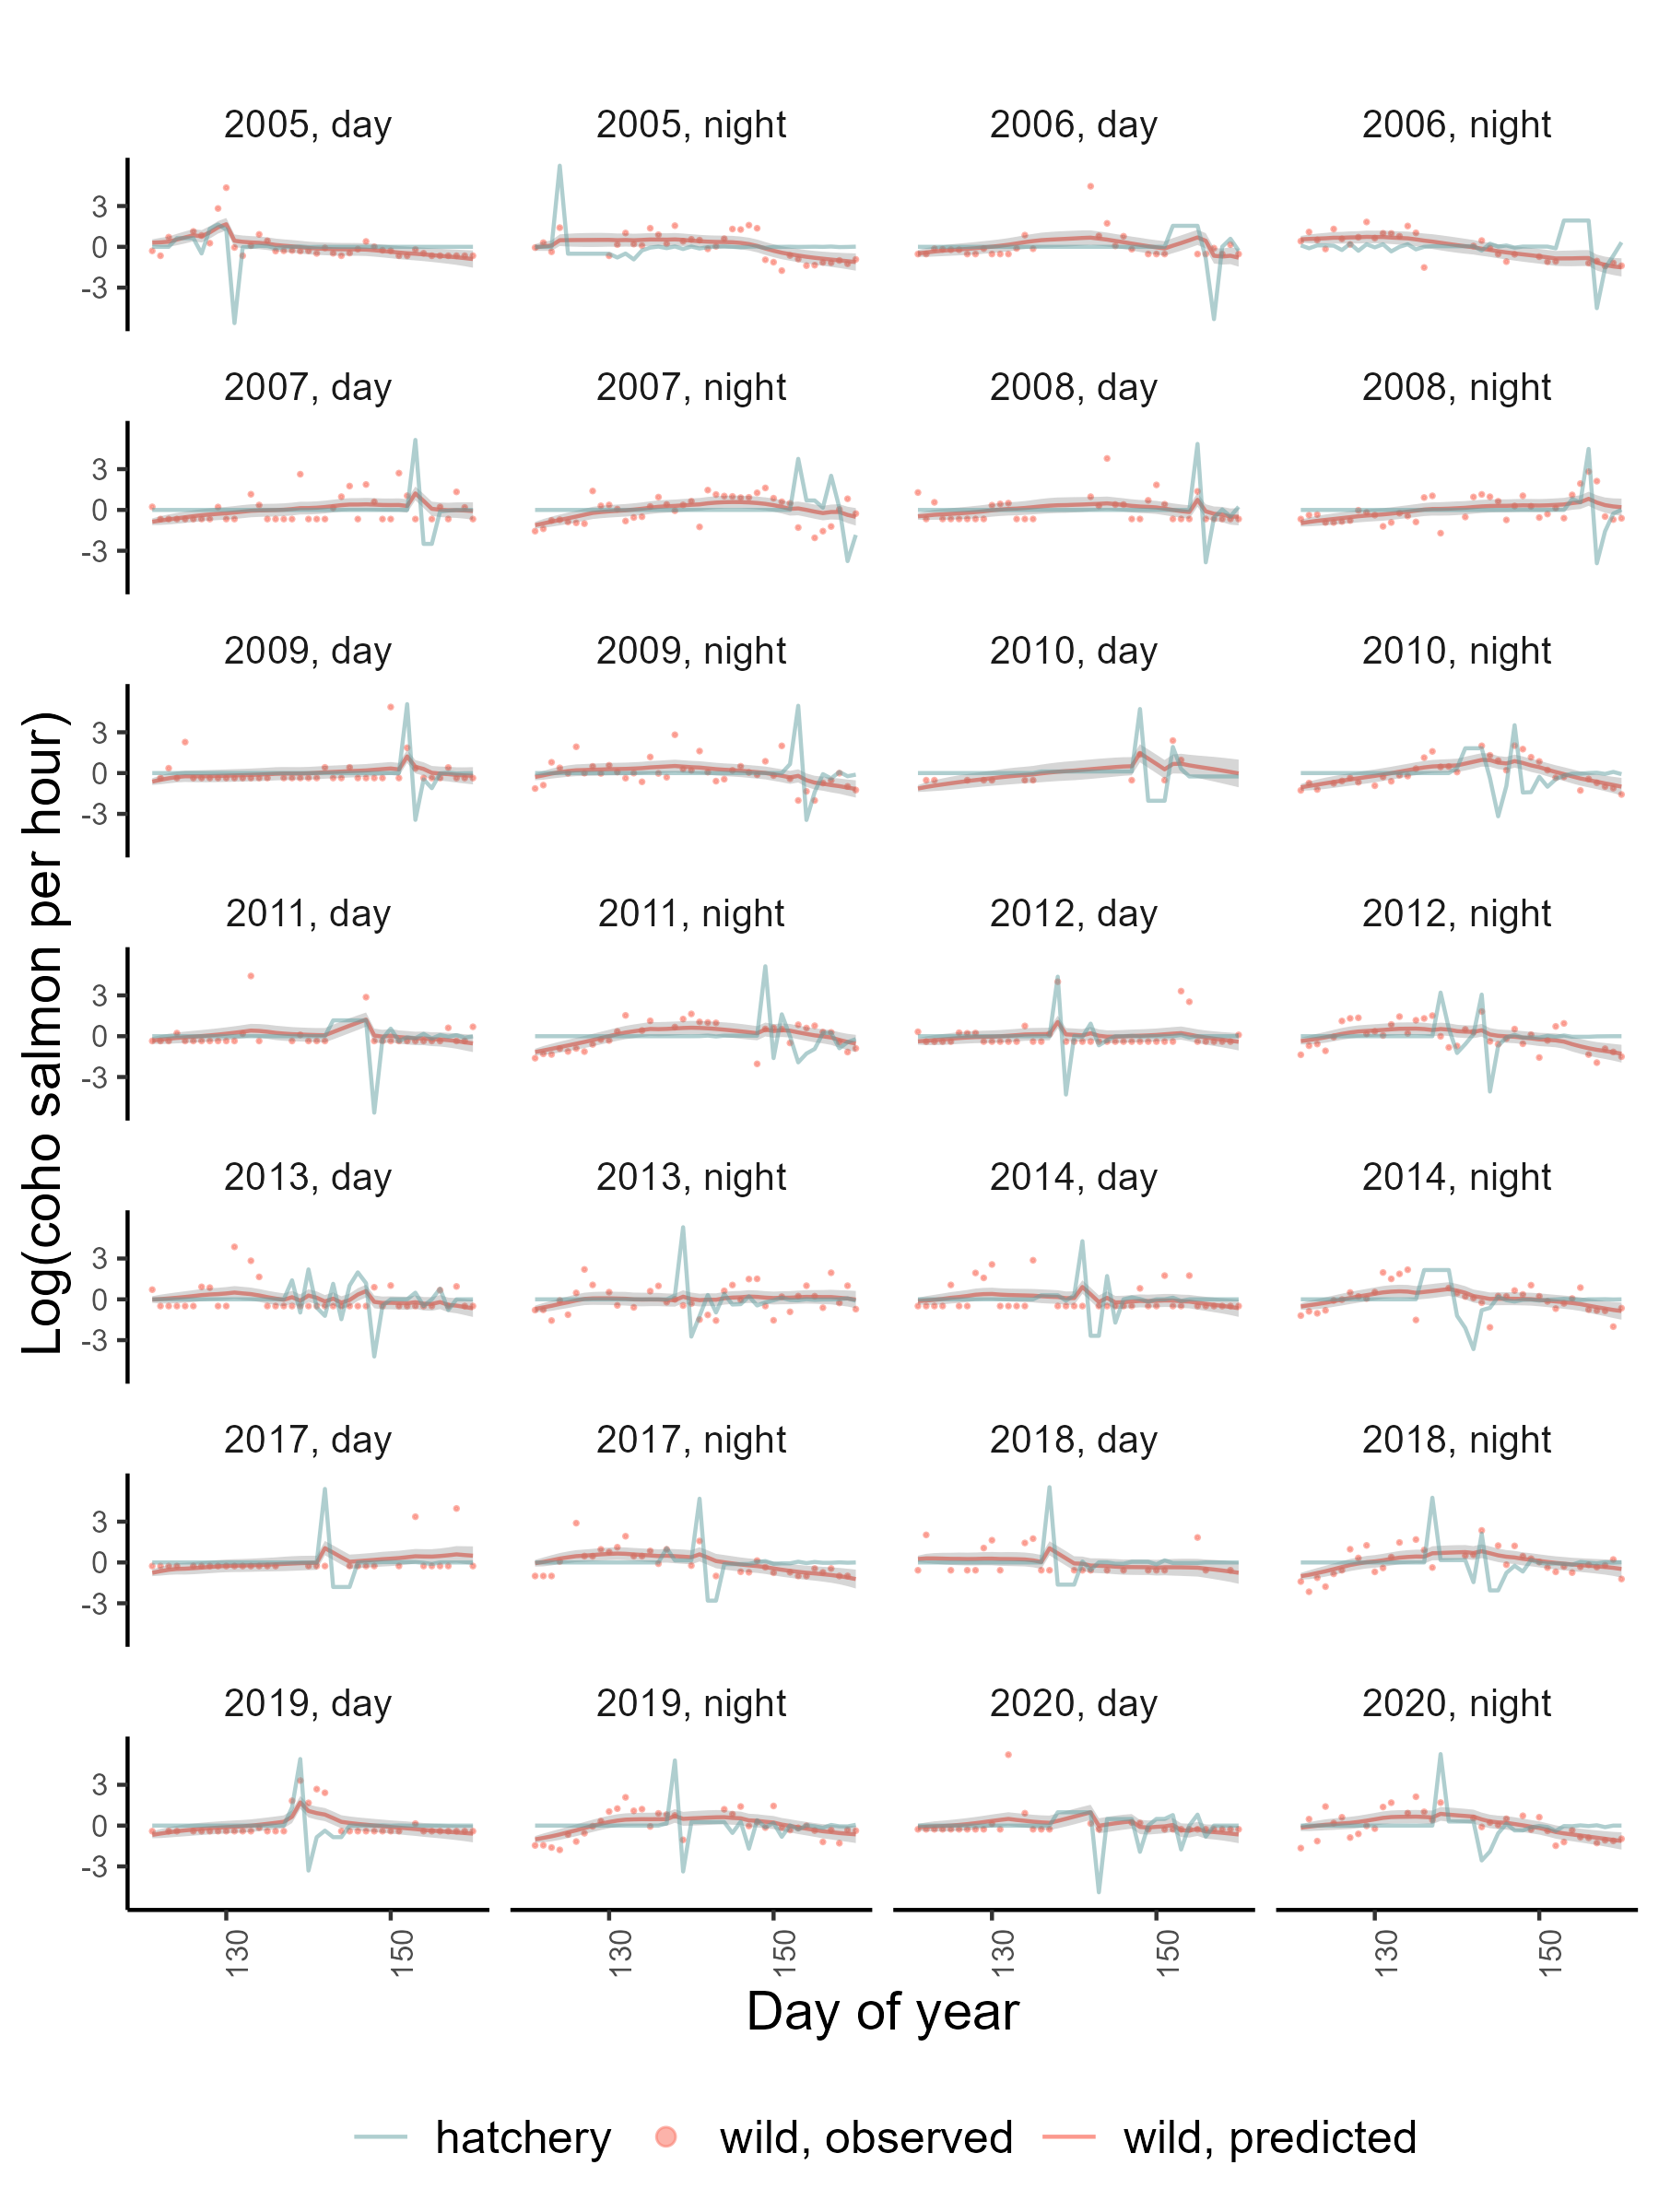 2005, day
2005, night
2006, day
2006, night
3
0
-3
2007, day
2007, night
2008, day
2008, night
3
0
-3
2009, day
2009, night
2010, day
2010, night
3
0
-3
2011, day
2011, night
2012, day
2012, night
3
0
-3
2013, day
2013, night
2014, day
2014, night
3
0
-3
2017, day
2017, night
2018, day
2018, night
3
0
-3
2019, day
2019, night
2020, day
2020, night
3
0
-3
Log(coho salmon per hour)
130
150
130
150
130
150
130
150
Day of year
hatchery
wild, observed
wild, predicted